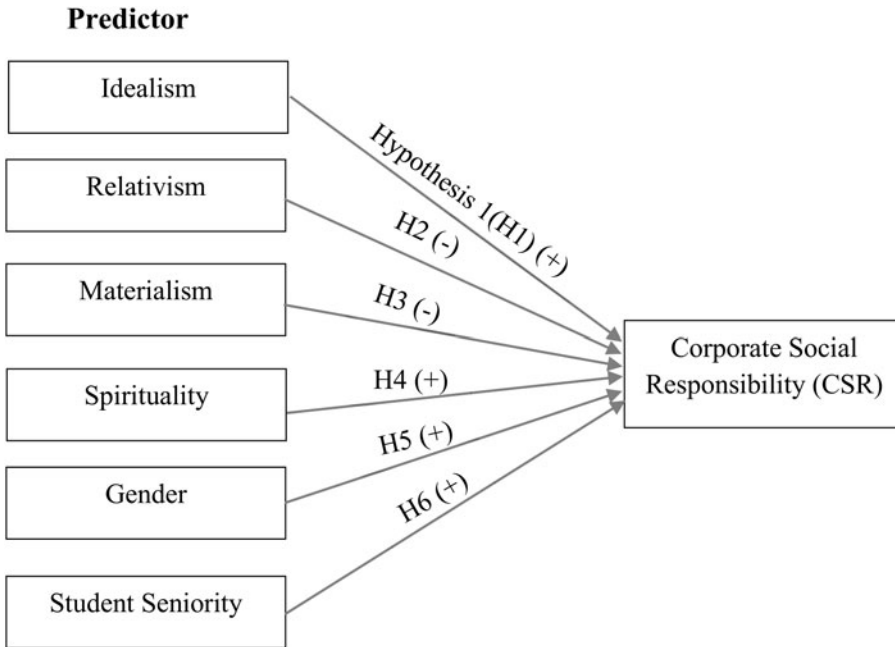 Predictor
Idealism
Hypothesis 1(H1) (+)
Relativism
H2 (-)
Materialism
H3 (-)
Corporate Social
Responsibility (CSR)
Spirituality
H4 (+)
Gender
H5 (+)
H6 (+)
Student Seniority